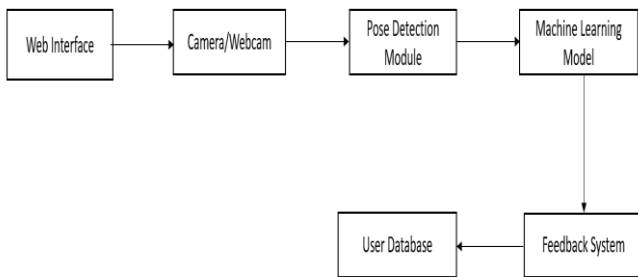 Web Interface
Camera/Webcam
Pose Detection
Module
Machine Learning
Model
User Database
Feedback System